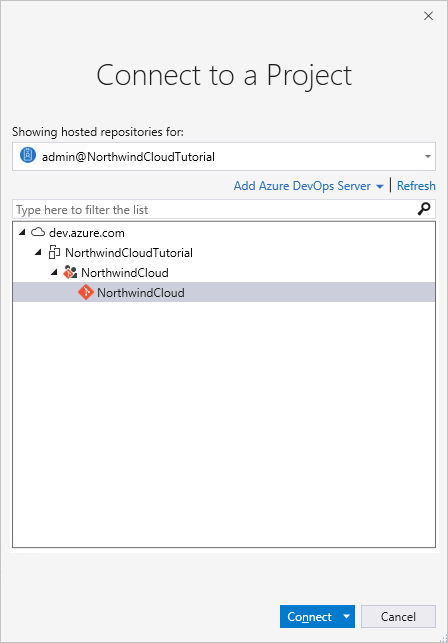 Connect to a Project
Showing hosted repositories for:
admin@NorthwindCloudTutorial
Add Azure DevOps Server | Refresh
Type here to filter the list
dev.azure.com
NorthwindCloudTutorial
NorthwindCloud
NorthwindCloud
Connect Cancel